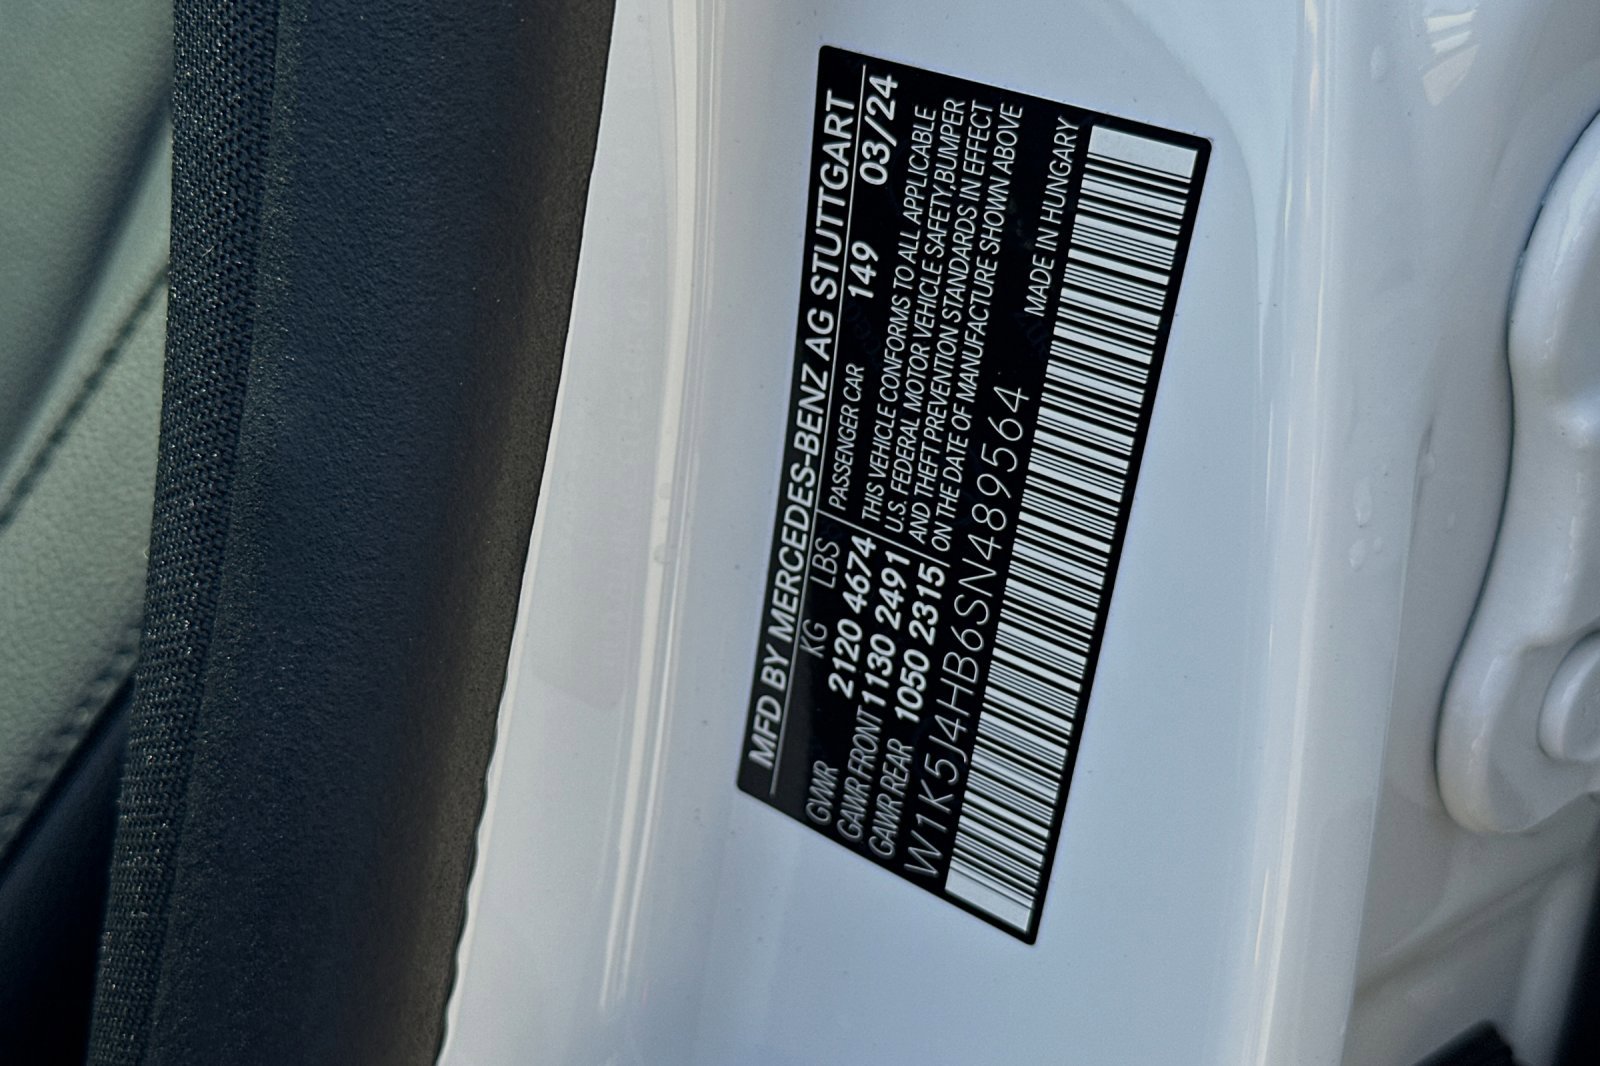 MFD BY MERCEDES-BENZ AG STUTTGART
KG LBS PASSENGER CAR 149 03/24
GVWR 2120 4674
GAWR FRONT 1130 2491
GAWR REAR 1050 2315
THIS VEHICLE CONFORMS TO ALL APPLICABLE
U.S. FEDERAL MOTOR VEHICLE SAFETY,BUMPER
AND THEFT PREVENTION STANDARDS IN EFFECT
ON THE DATE OF MANUFACTURE SHOWN ABOVE
W1K5J4HB6SN489564 MADE IN HUNGARY